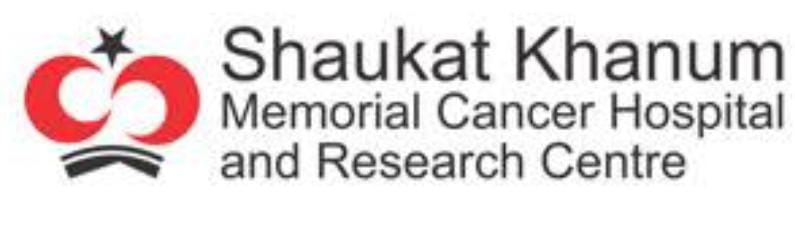 Shaukat Khanum
Memorial Cancer Hospital
and Research Centre